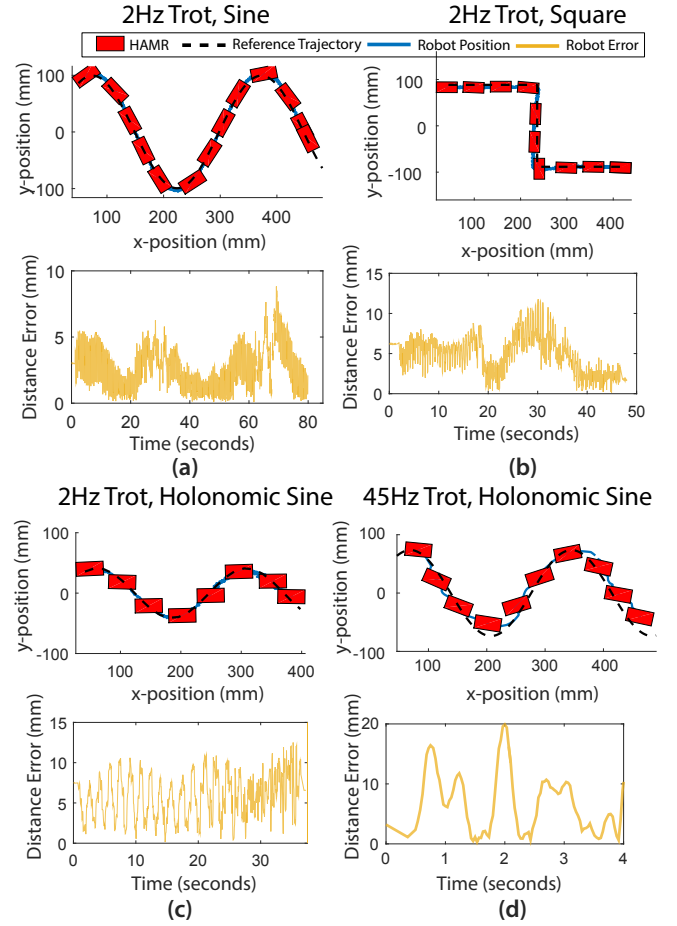 2Hz Trot, Sine
2Hz Trot, Square
HAMR
Reference Trajectory
Robot Position
Robot Error
100
0
-100
y-position (mm)
100 200 300 400
x-position (mm)
100
0
-100
y-position (mm)
100 200 300 400
x-position (mm)
10
5
0
Distance Error (mm)
0 20 40 60 80
Time (seconds)
(a)
15
10
5
0
Distance Error (mm)
0 10 20 30 40 50
Time (seconds)
(b)
2Hz Trot, Holonomic Sine
45Hz Trot, Holonomic Sine
100
0
-100
y-position (mm)
100 200 300 400
x-position (mm)
100
0
-100
y-position (mm)
100 200 300 400
x-position (mm)
15
10
5
0
Distance Error (mm)
0 10 20 30
Time (seconds)
(c)
20
10
0
Distance Error (mm)
0 1 2 3 4
Time (seconds)
(d)